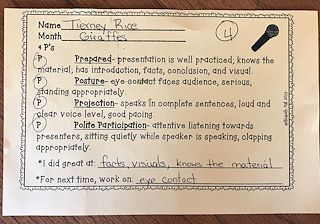 Name Tierney Rice
Month Giraffes
4
4 P's
P Prepared- presentation is well practiced; knows the
material, has introduction, facts, conclusion, and visual.
P Posture- eye contact faces audience, serious,
standing appropriately.
P Projection- speaks in complete sentences, loud and
clear voice level, good pacing.
P Polite Participation- attentive listening towards
presenters, sitting quietly while speaker is speaking, clapping
appropriately.
*I did great at: facts, visuals, knows the material
*For next time, work on: eye contact